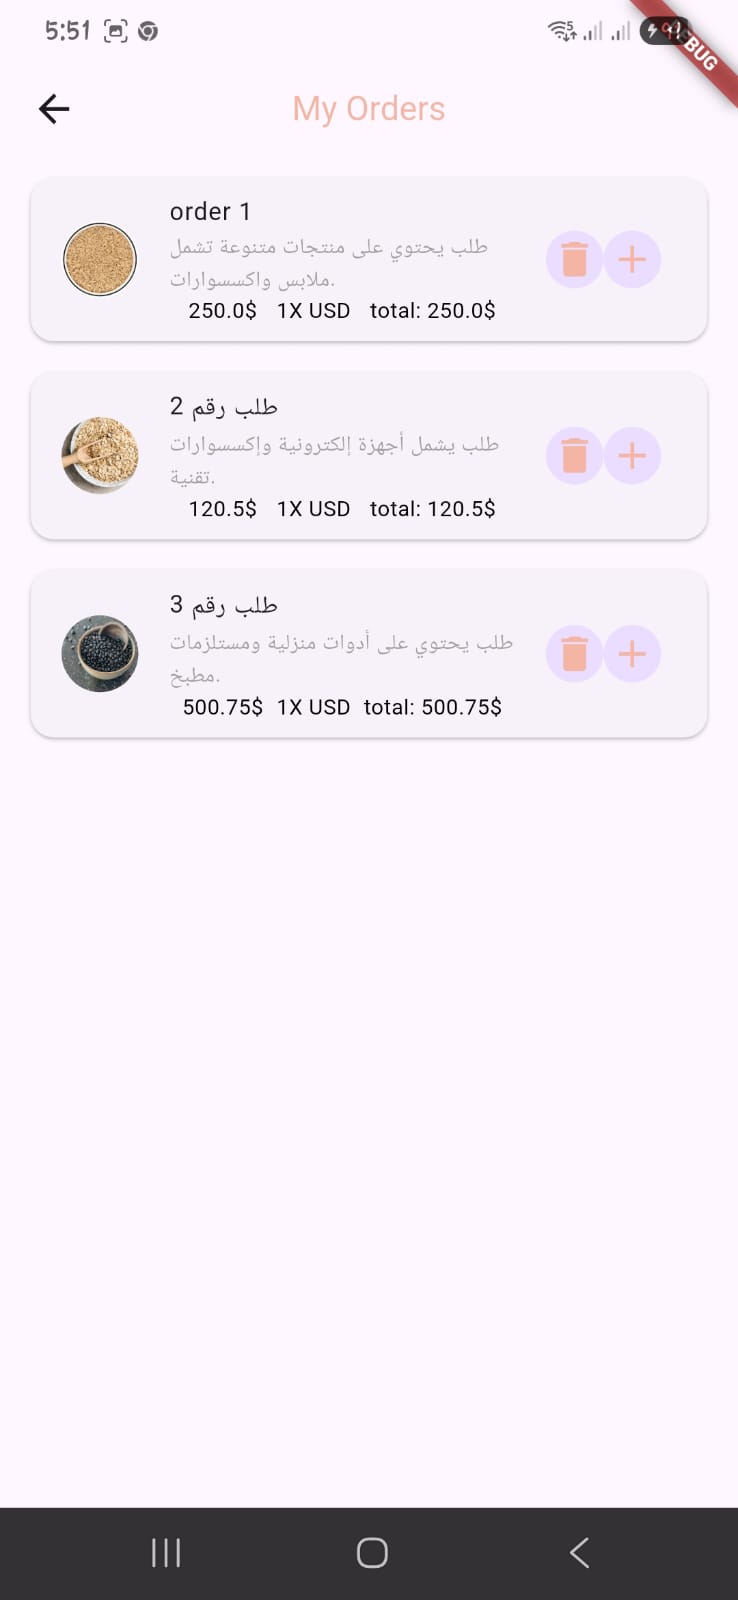 5:51
DEBUG
My Orders
order 1
طلب يحتوي على منتجات متنوعة تشمل
ملابس واكسسوارات.
250.0$ 1X USD total: 250.0$
طلب رقم 2
طلب يشمل أجهزة إلكترونية وإكسسوارات
تقنية.
120.5$ 1X USD total: 120.5$
طلب رقم 3
طلب يحتوي على أدوات منزلية ومستلزمات
مطبخ.
500.75$ 1X USD total: 500.75$